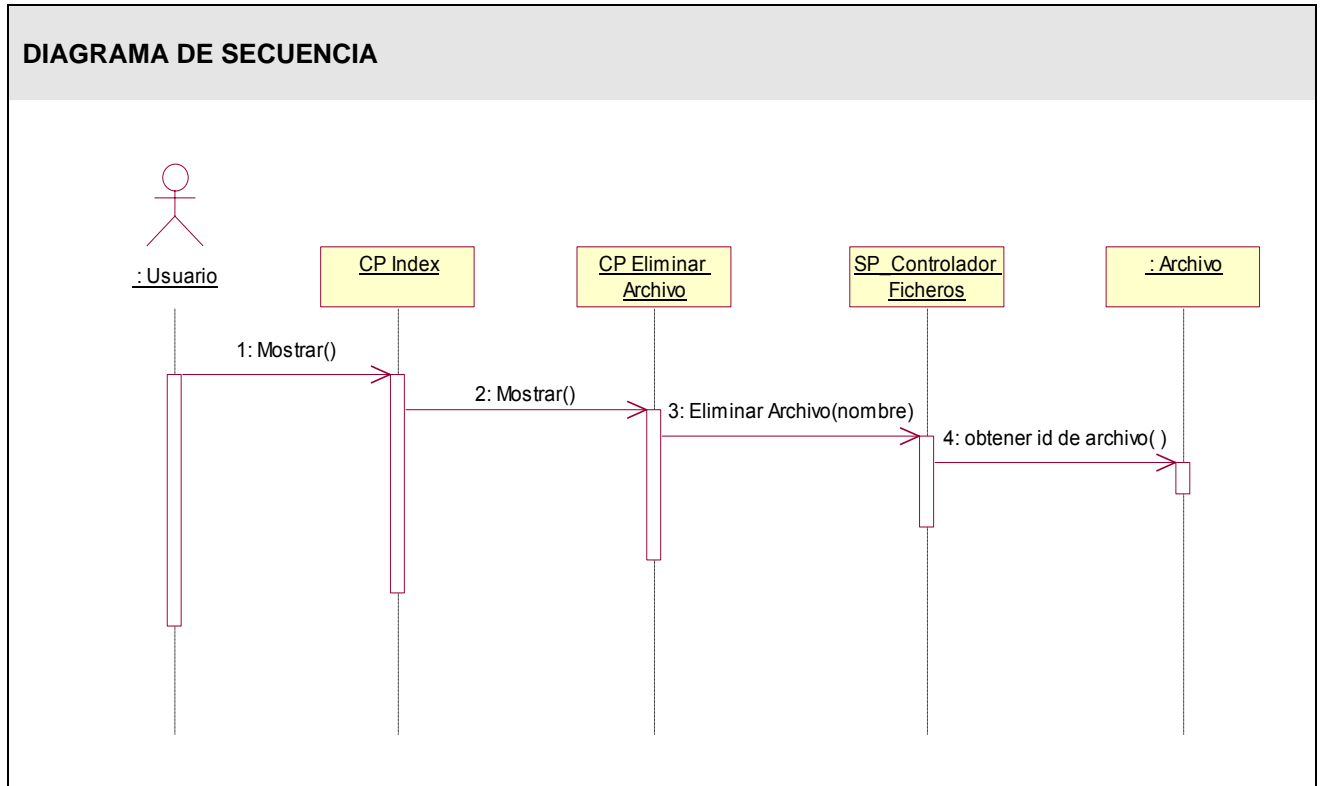 DIAGRAMA DE SECUENCIA
: Usuario
CP Index
CP Eliminar
Archivo
SP_Controlador
Ficheros
: Archivo
1: Mostrar()
2: Mostrar()
3: Eliminar Archivo(nombre)
4: obtener id de archivo( )